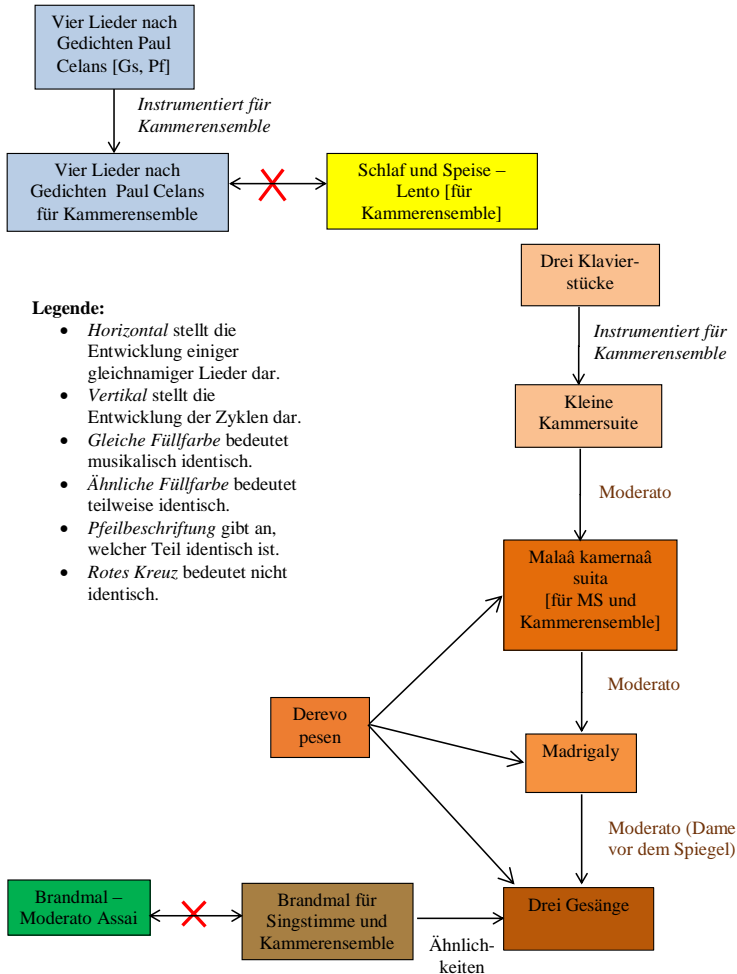 Vier Lieder nach
Gedichten Paul
Celans [Gs, Pf]
Instrumentiert für
Kammerensemble
Vier Lieder nach
Gedichten Paul Celans
für Kammerensemble
Schlaf und Speise –
Lento [für
Kammerensemble]
Drei Klavier-
stücke
Instrumentiert für
Kammerensemble
Kleine
Kammersuite
Legende:
• Horizontal stellt die
Entwicklung einiger
gleichnamiger Lieder dar.
• Vertikal stellt die
Entwicklung der Zyklen dar.
• Gleiche Füllfarbe bedeutet
musikalisch identisch.
• Ähnliche Füllfarbe bedeutet
teilweise identisch.
• Pfeilbeschriftung gibt an,
welcher Teil identisch ist.
• Rotes Kreuz bedeutet nicht
identisch.
Moderato
Malaâ kamernaâ
suita
[für MS und
Kammerensemble]
Moderato
Derevo
pesen
Madrigaly
Moderato (Dame
vor dem Spiegel)
Brandmal –
Moderato Assai
Brandmal für
Singstimme und
Kammerensemble
Ähnlich-
keiten
Drei Gesänge